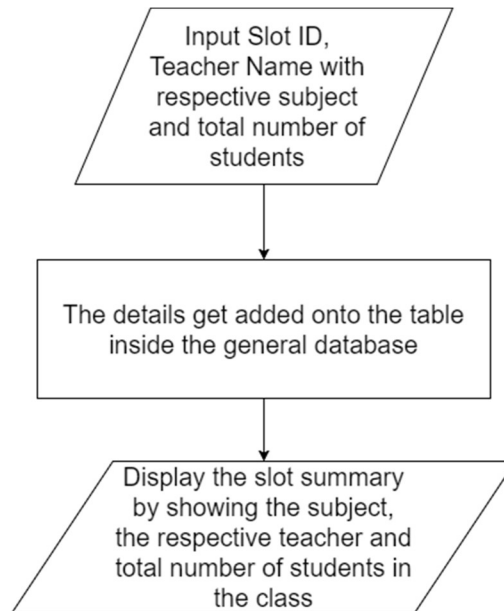 Input Slot ID,
Teacher Name with
respective subject
and total number of
students
The details get added onto the table
inside the general database
Display the slot summary
by showing the subject,
the respective teacher and
total number of students in
the class